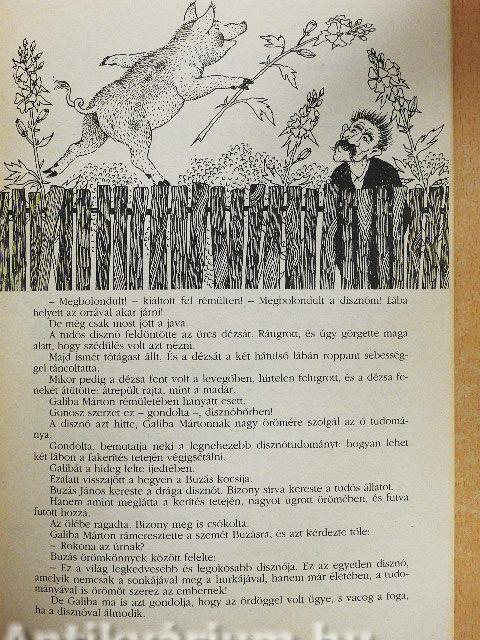 – Megbolondult! – kiáltott fel rémülten! – Megbolondult a disznóm! Lába
helyett az orrával akar járni!
De még csak most jött a java.
A tudós disznó feldöntötte az üres dézsát. Ráugrott, és úgy görgette maga
alatt, hogy szédülés volt azt nézni.
Majd ismét tótágast állt. És a dézsát a két hátulsó lábán roppant sebesség-
gel táncoltatta.
Mikor pedig a dézsa fent volt a levegőben, hirtelen felugrott, és a dézsa fe-
nekét átütötte: átrepült rajta, mint a madár.
Galiba Márton rémületében hanyatt esett.
Gonosz szerzet ez – gondolta –, disznóbőrben!
A disznó azt hitte, Galiba Mártonnak nagy örömére szolgál az ő tudomá-
nya.
Gondolta, bemutatja neki a legnehezebb disznótudományt: hogyan lehet
két lábon a fakerítés tetején végigsétálni.
Galibát a hideg lelte ijedtében.
Ezalatt visszajött a hegyen a Buzás kocsija.
Buzás János kereste a drága disznót. Bizony sírva kereste a tudós állatot.
Hanem amint meglátta a kerítés tetején, nagyot ugrott örömében, és futva
futott hozzá.
Az ölébe ragadta. Bizony meg is csókolta.
Galiba Márton rámeresztette a szemét Buzásra, és azt kérdezte tőle:
– Rokona az úrnak?
Buzás örömkönnyek között felelte:
– Ez a világ legkedvesebb és legokosabb disznója. Ez az egyetlen disznó,
amelyik nemcsak a sonkájával meg a hurkájával, hanem már életében, a tudo-
mányával is örömöt szerez az embernek!
De Galiba ma is azt gondolja, hogy az ördöggel volt ügye, s vacog a foga,
ha a disznóval álmodik.